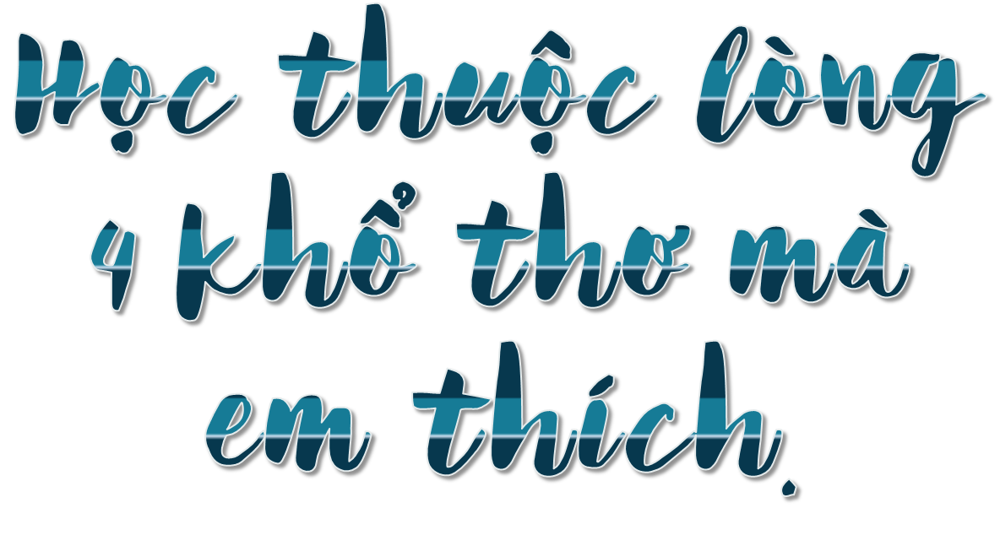 Học thuộc lòng
4 khổ thơ mà
em thích.